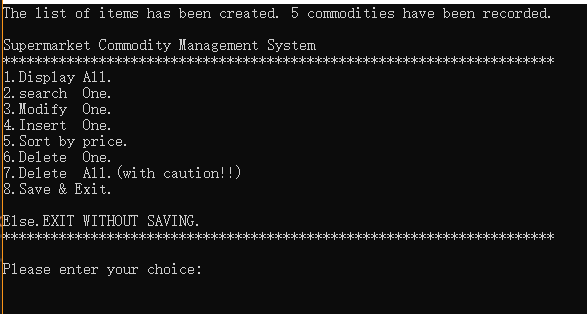 The list of items has been created. 5 commodities have been recorded.
Supermarket Commodity Management System
*********************************************************************
1.Display All.
2.search  One.
3.Modify  One.
4.Insert  One.
5.Sort by price.
6.Delete  One.
7.Delete  All.(with caution!!)
8.Save & Exit.
Else.EXIT WITHOUT SAVING.
*********************************************************************
Please enter your choice: